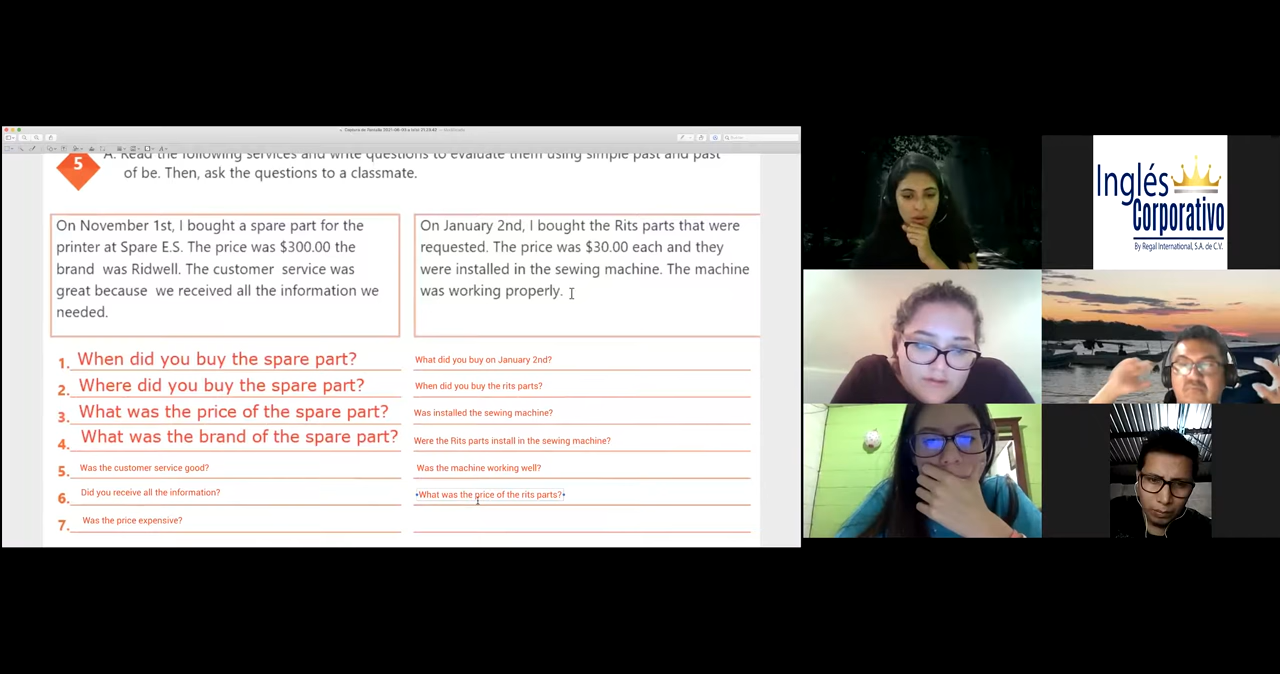 5
A. Read the following services and write questions to evaluate them using simple past and past
of be. Then, ask the questions to a classmate.
On November 1st, I bought a spare part for the
printer at Spare E.S. The price was $300.00 the
brand was Ridwell. The customer service was
great because we received all the information we
needed.
On January 2nd, I bought the Rits parts that were
requested. The price was $30.00 each and they
were installed in the sewing machine. The machine
was working properly.
1. When did you buy the spare part?
2. Where did you buy the spare part?
3. What was the price of the spare part?
4. What was the brand of the spare part?
5. Was the customer service good?
6. Did you receive all the information?
7. Was the price expensive?
What did you buy on January 2nd?
When did you buy the rits parts?
Was installed the sewing machine?
Were the Rits parts install in the sewing machine?
Was the machine working well?
What was the price of the rits parts?
Inglés
Corporativo
By Regal International, S.A. de C.V.